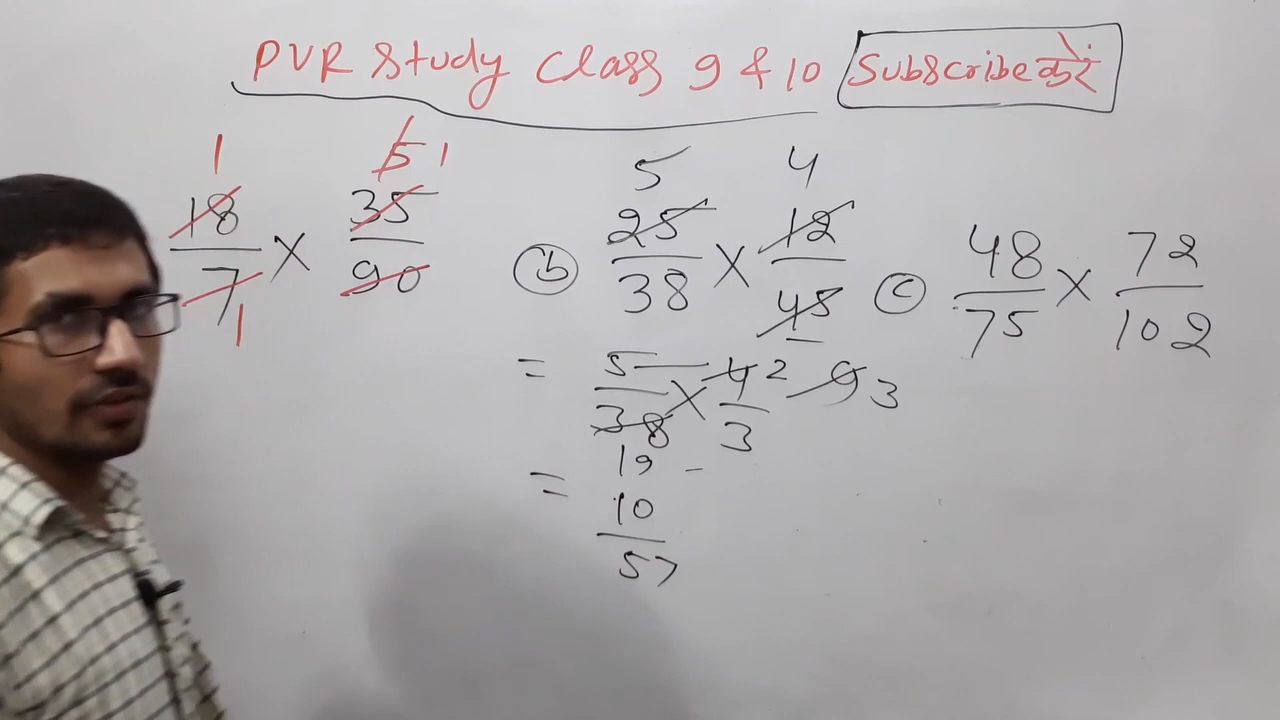 PVR Study Class 9 & 10 Subscribe करें
1 5 1
18/7 × 35/90
1
5 4
(b) 25/38 × 12/45
= 5/38 × 4/3 2 9 3
19 -
= 10/57
(c) 48/75 × 72/102